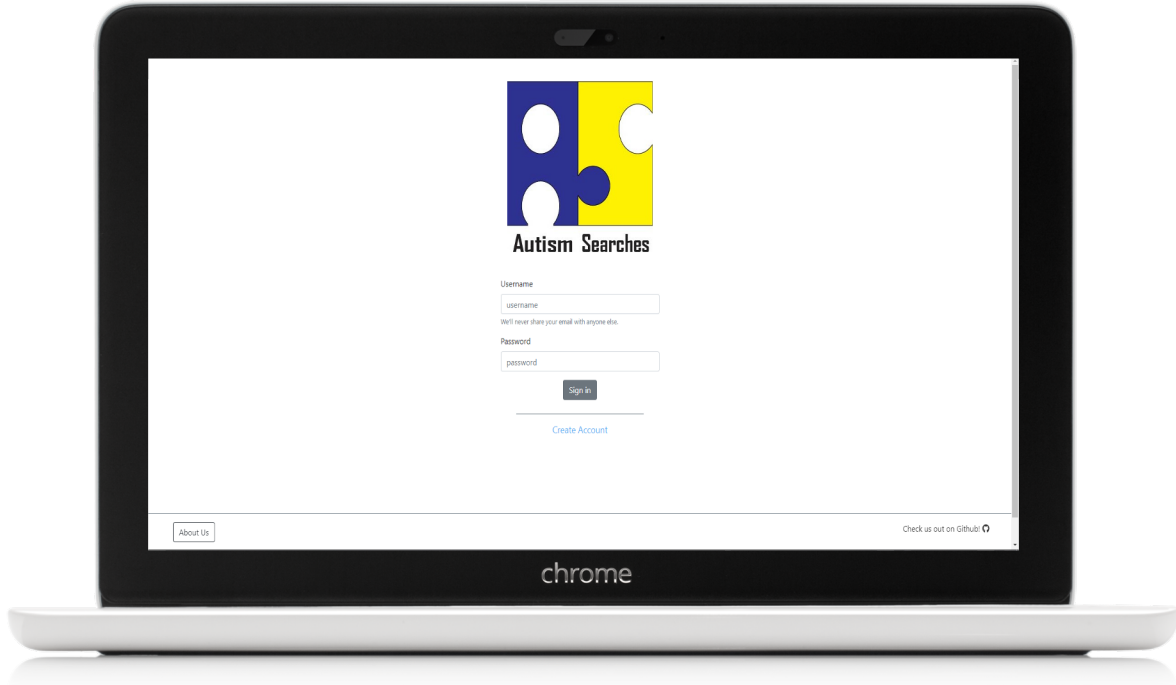 Autism Searches
Username
username
We'll never share your email with anyone else.
Password
password
Sign in
Create Account
About Us
Check us out on Github!
chrome